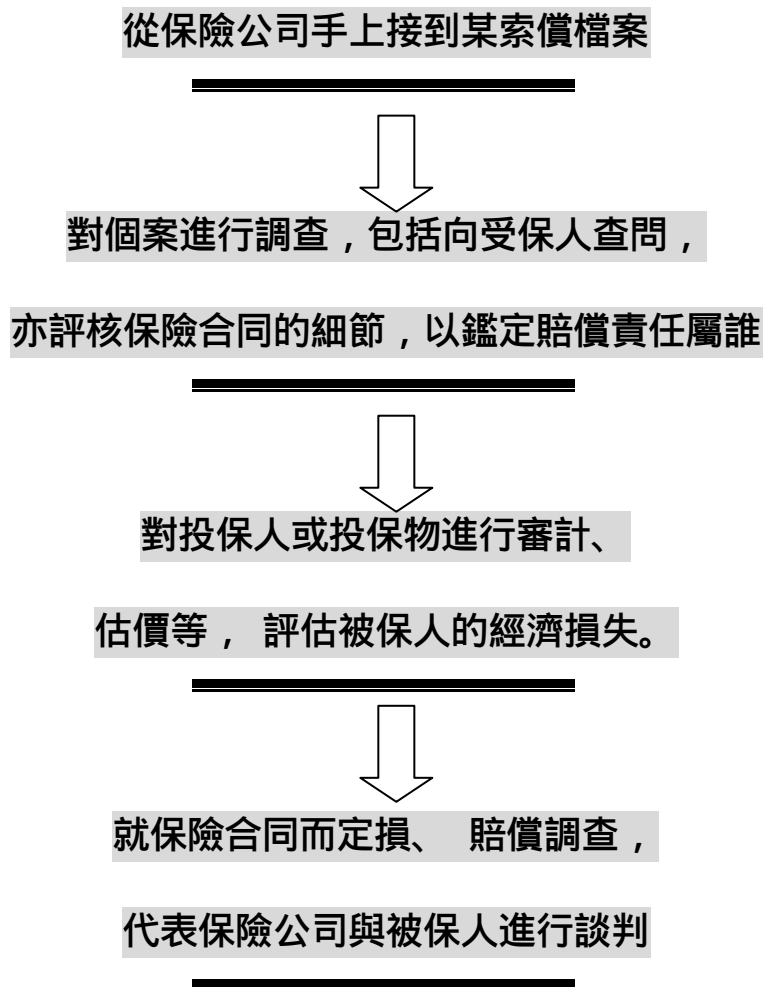 從保險公司手上接到某索償檔案
對個案進行調查，包括向受保人查問，
亦評核保險合同的細節，以鑑定賠償責任屬誰
對投保人或投保物進行審計、
估價等， 評估被保人的經濟損失。
就保險合同而定損、 賠償調查，
代表保險公司與被保人進行談判